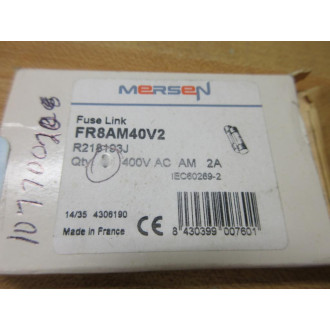 MERSEN
Fuse Link
FR8AM40V2
R218193J
Qty: 400V AC AM 2A
IEC60269-2
14/35 4306190
Made in France
8 430399 007601